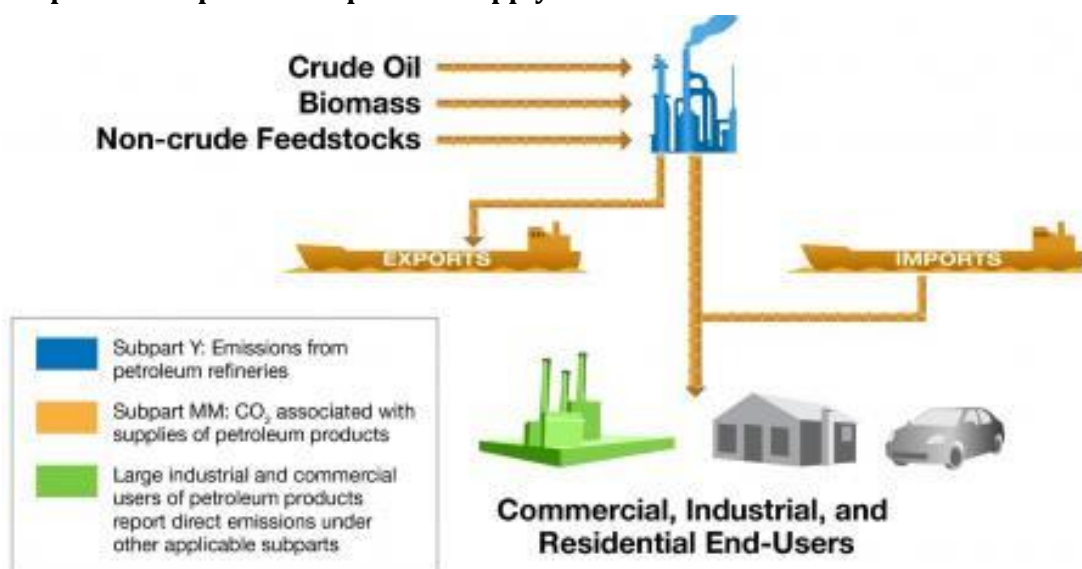 Crude Oil
Biomass
Non-crude Feedstocks
EXPORTS
IMPORTS
Subpart Y: Emissions from
petroleum refineries
Subpart MM: CO₂ associated with
supplies of petroleum products
Large industrial and commercial
users of petroleum products
report direct emissions under
other applicable subparts
Commercial, Industrial, and
Residential End-Users